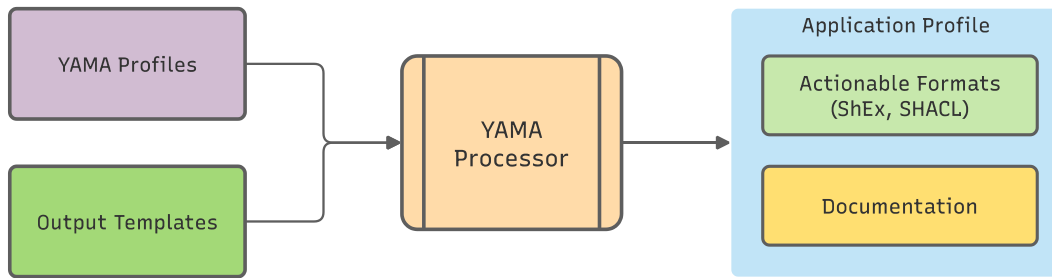 YAMA Profiles
Output Templates
YAMA
Processor
Application Profile
Actionable Formats
(ShEx, SHACL)
Documentation